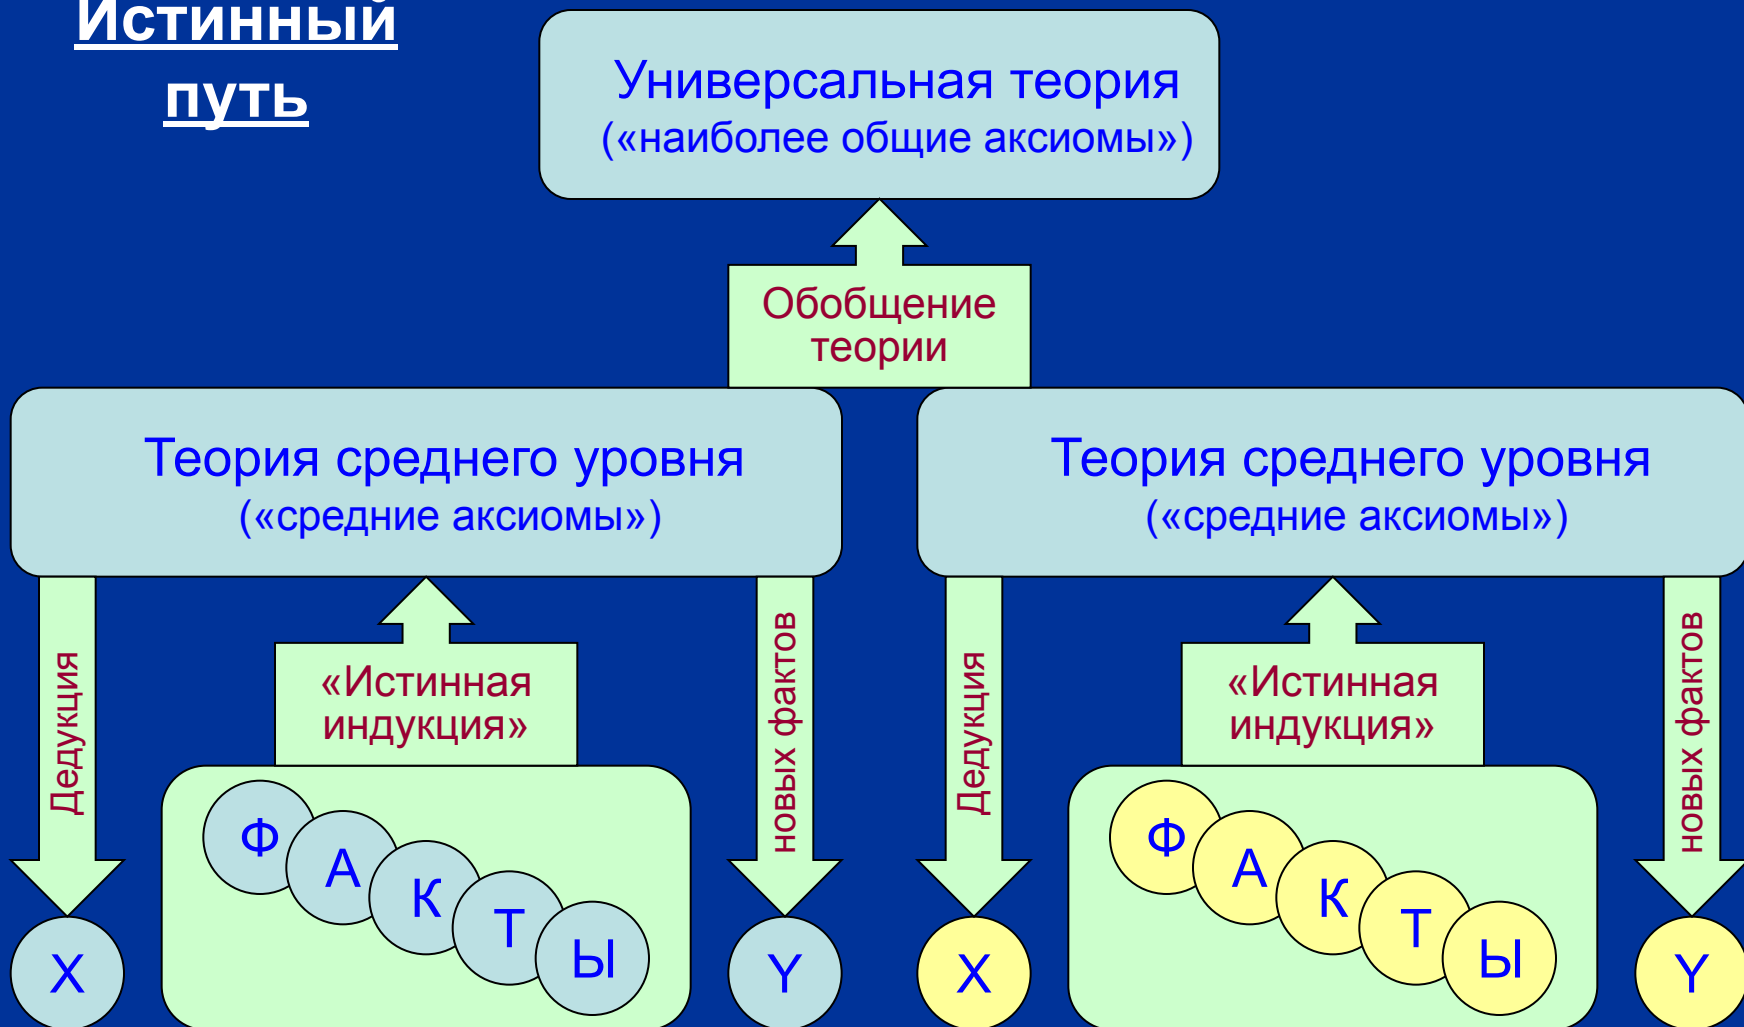 Истинный
путь
Универсальная теория
(«наиболее общие аксиомы»)
Обобщение
теории
Теория среднего уровня
(«средние аксиомы»)
Теория среднего уровня
(«средние аксиомы»)
Дедукция
«Истинная
индукция»
новых фактов
Дедукция
«Истинная
индукция»
новых фактов
Х
Ф А К Т Ы
Y
Х
Ф А К Т Ы
Y